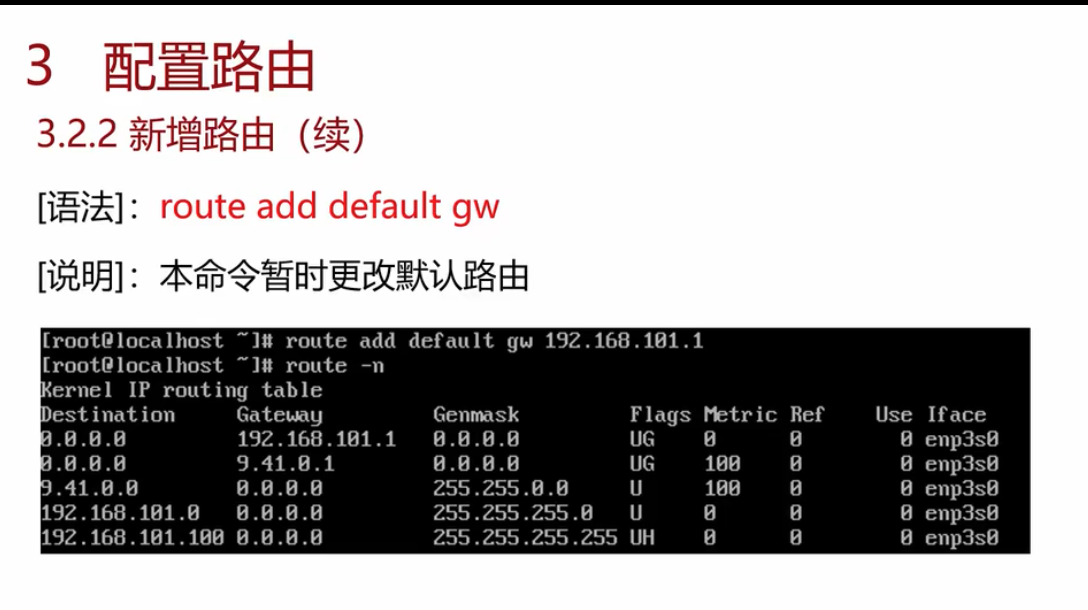 3 配置路由
3.2.2 新增路由（续）
[语法]：route add default gw
[说明]：本命令暂时更改默认路由
[root@localhost ~]# route add default gw 192.168.101.1
[root@localhost ~]# route -n
Kernel IP routing table
Destination Gateway Genmask Flags Metric Ref Use Iface
0.0.0.0 192.168.101.1 0.0.0.0 UG 0 0 0 enp3s0
0.0.0.0 9.41.0.1 0.0.0.0 UG 100 0 0 enp3s0
9.41.0.0 0.0.0.0 255.255.0.0 U 100 0 0 enp3s0
192.168.101.0 0.0.0.0 255.255.255.0 U 0 0 0 enp3s0
192.168.101.100 0.0.0.0 255.255.255.255 UH 0 0 0 enp3s0